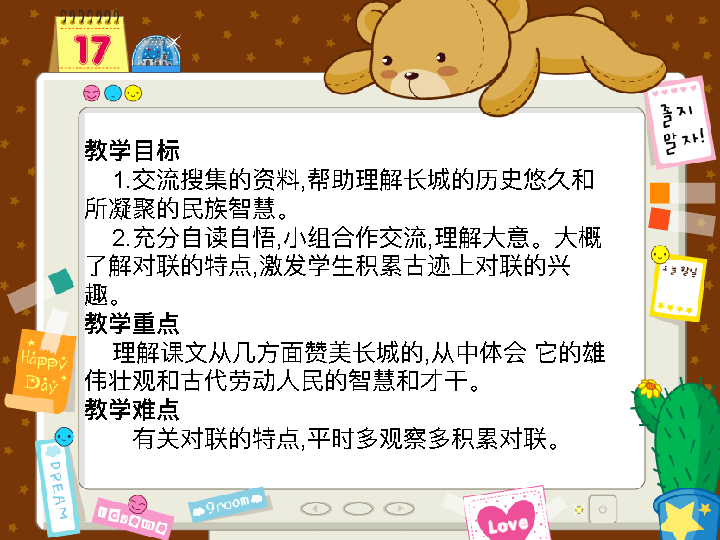 17
졸지
말자!
오늘 할일
教学目标
1.交流搜集的资料,帮助理解长城的历史悠久和
所凝聚的民族智慧。
2.充分自读自悟,小组合作交流,理解大意。大概
了解对联的特点,激发学生积累古迹上对联的兴
趣。
教学重点
理解课文从几方面赞美长城的,从中体会 它的雄
伟壮观和古代劳动人民的智慧和才干。
教学难点
有关对联的特点,平时多观察多积累对联。
Happy
Day
DREAM
groom
Love